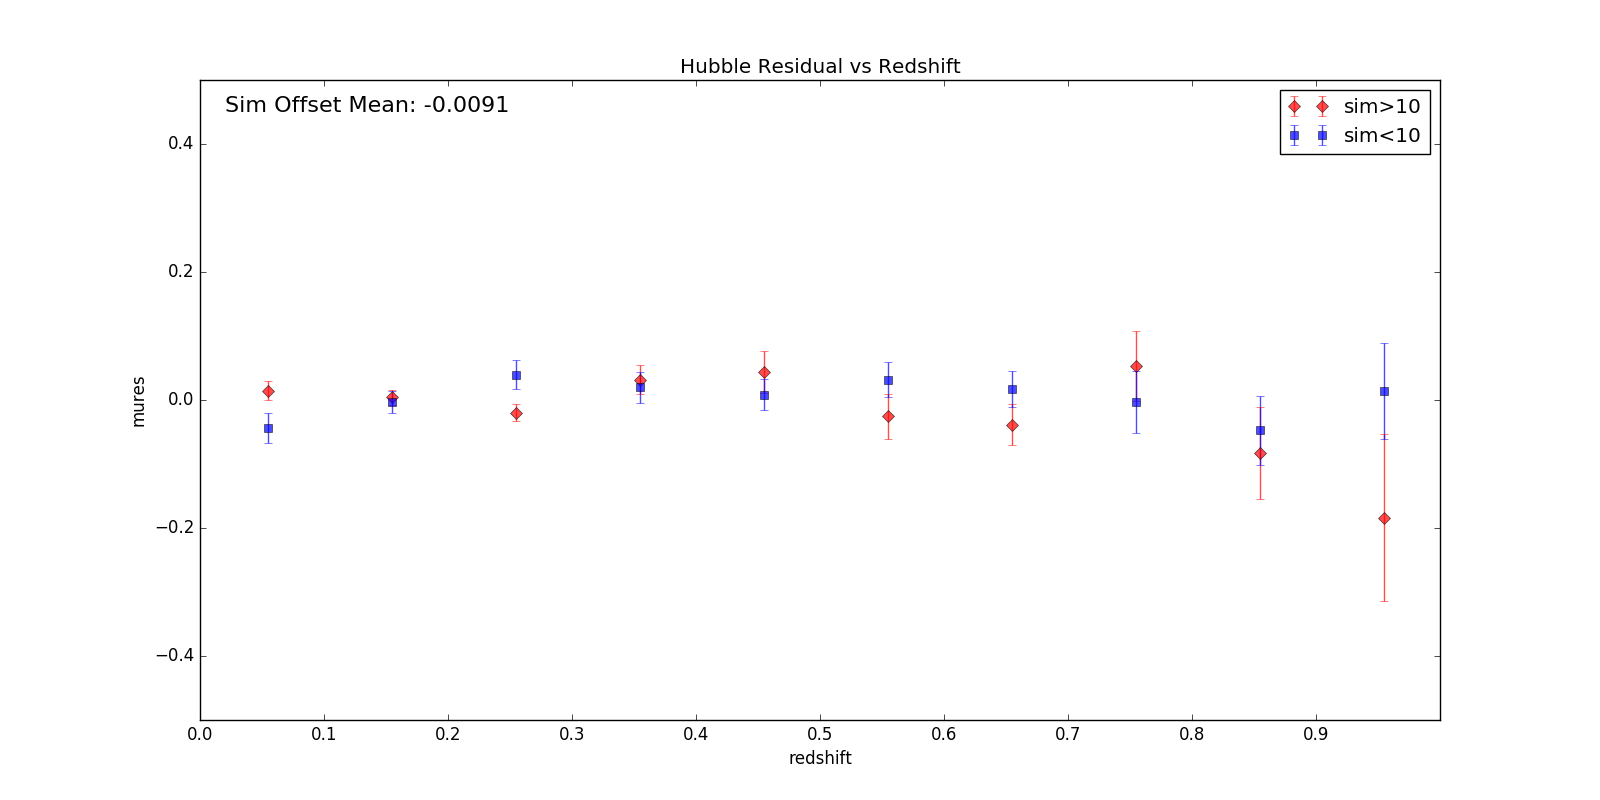 Hubble Residual vs Redshift
Sim Offset Mean: -0.0091
sim>10
sim<10
0.4
0.2
0.0
−0.2
−0.4
mures
0.0 0.1 0.2 0.3 0.4 0.5 0.6 0.7 0.8 0.9
redshift